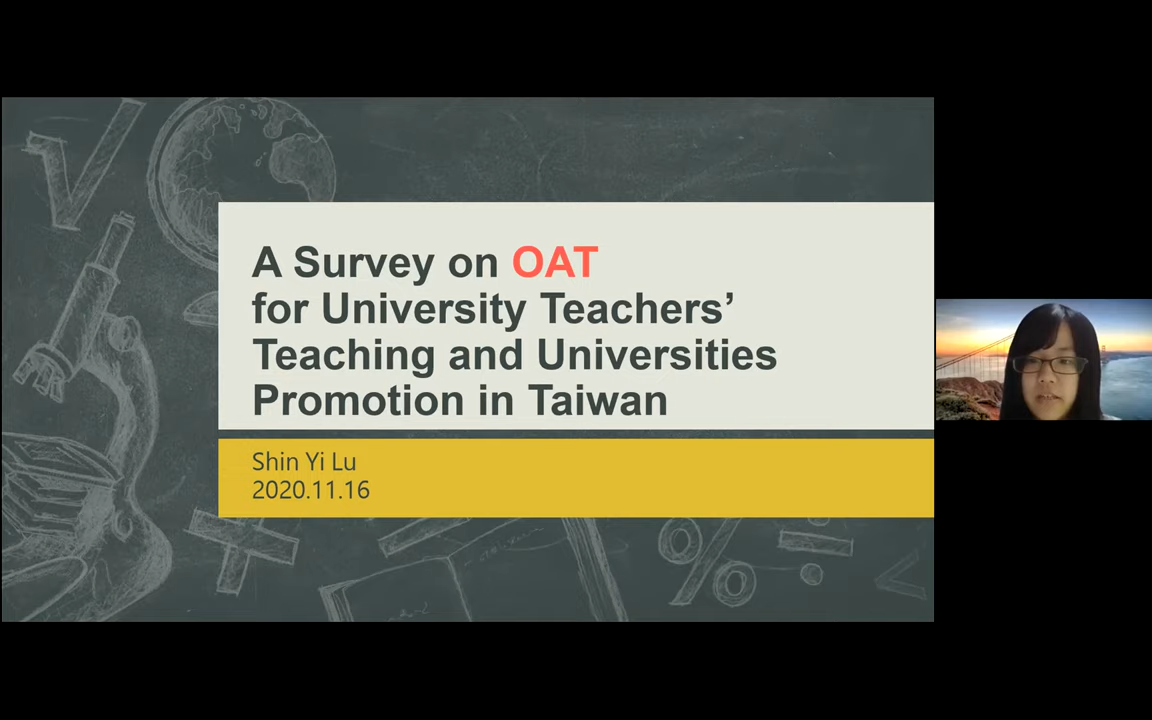 A Survey on OAT
for University Teachers’
Teaching and Universities
Promotion in Taiwan
Shin Yi Lu
2020.11.16